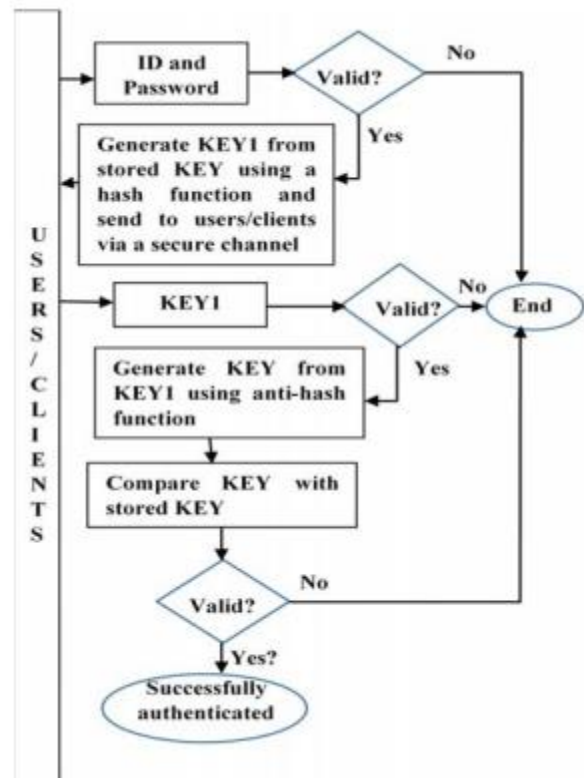 ID and
Password
Valid?
No
Yes
Generate KEY1 from
stored KEY using a
hash function and
send to users/clients
via a secure channel
USERS/CLIENTS
KEY1
Valid?
No
End
Yes
Generate KEY from
KEY1 using anti-hash
function
Compare KEY with
stored KEY
Valid?
No
Yes?
Successfully
authenticated